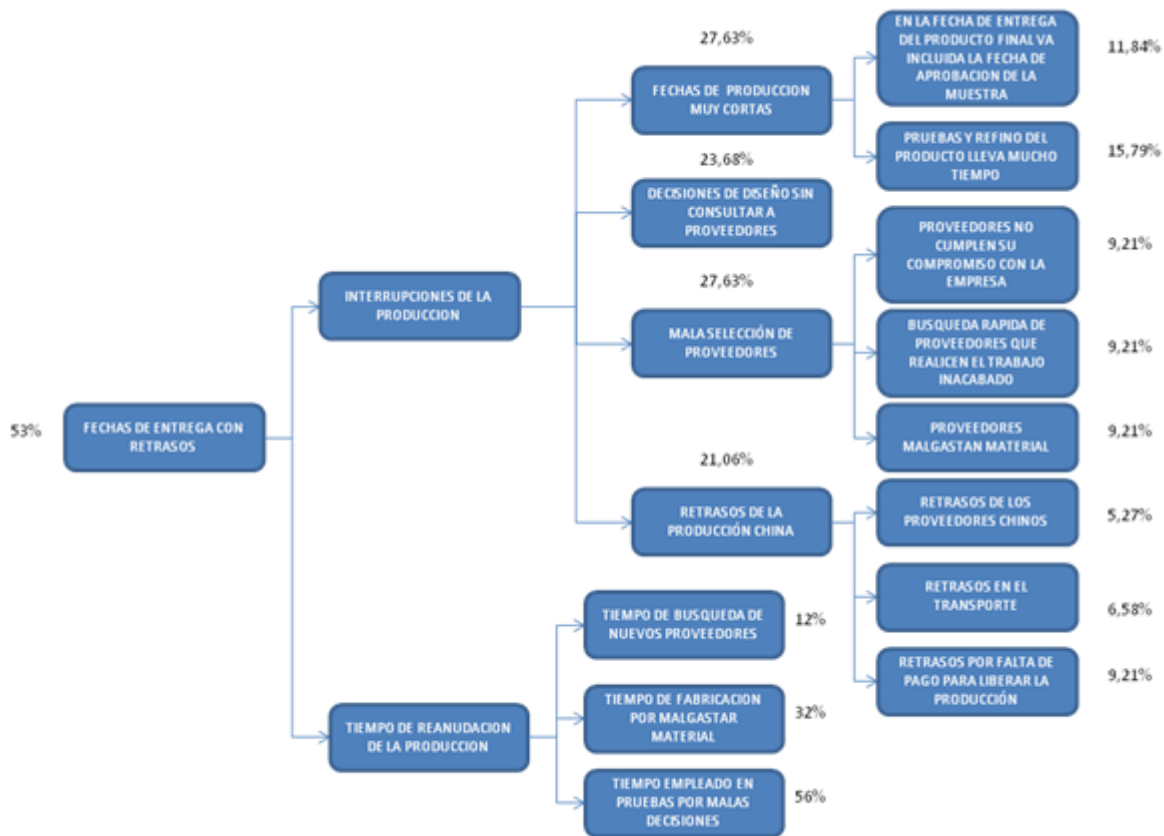 27,63%
EN LA FECHA DE ENTREGA
DEL PRODUCTO FINAL VA
INCLUIDA LA FECHA DE
APROBACION DE LA
MUESTRA
11,84%
FECHAS DE PRODUCCION
MUY CORTAS
PRUEBAS Y REFINO DEL
PRODUCTO LLEVA MUCHO
TIEMPO
15,79%
23,68%
DECISIONES DE DISEÑO SIN
CONSULTAR A
PROVEEDORES
PROVEEDORES NO
CUMPLEN SU
COMPROMISO CON LA
EMPRESA
9,21%
27,63%
INTERRUPCIONES DE LA
PRODUCCION
MALA SELECCIÓN DE
PROVEEDORES
BUSQUEDA RAPIDA DE
PROVEEDORES QUE
REALICEN EL TRABAJO
INACABADO
9,21%
53%
FECHAS DE ENTREGA CON
RETRASOS
PROVEEDORES
MALGASTAN MATERIAL
9,21%
21,06%
RETRASOS DE LA
PRODUCCIÓN CHINA
RETRASOS DE LOS
PROVEEDORES CHINOS
5,27%
RETRASOS EN EL
TRANSPORTE
6,58%
RETRASOS POR FALTA DE
PAGO PARA LIBERAR LA
PRODUCCIÓN
9,21%
TIEMPO DE BUSQUEDA DE
NUEVOS PROVEEDORES
12%
TIEMPO DE REANUDACION
DE LA PRODUCCION
TIEMPO DE FABRICACION
POR MALGASTAR
MATERIAL
32%
TIEMPO EMPLEADO EN
PRUEBAS POR MALAS
DECISIONES
56%